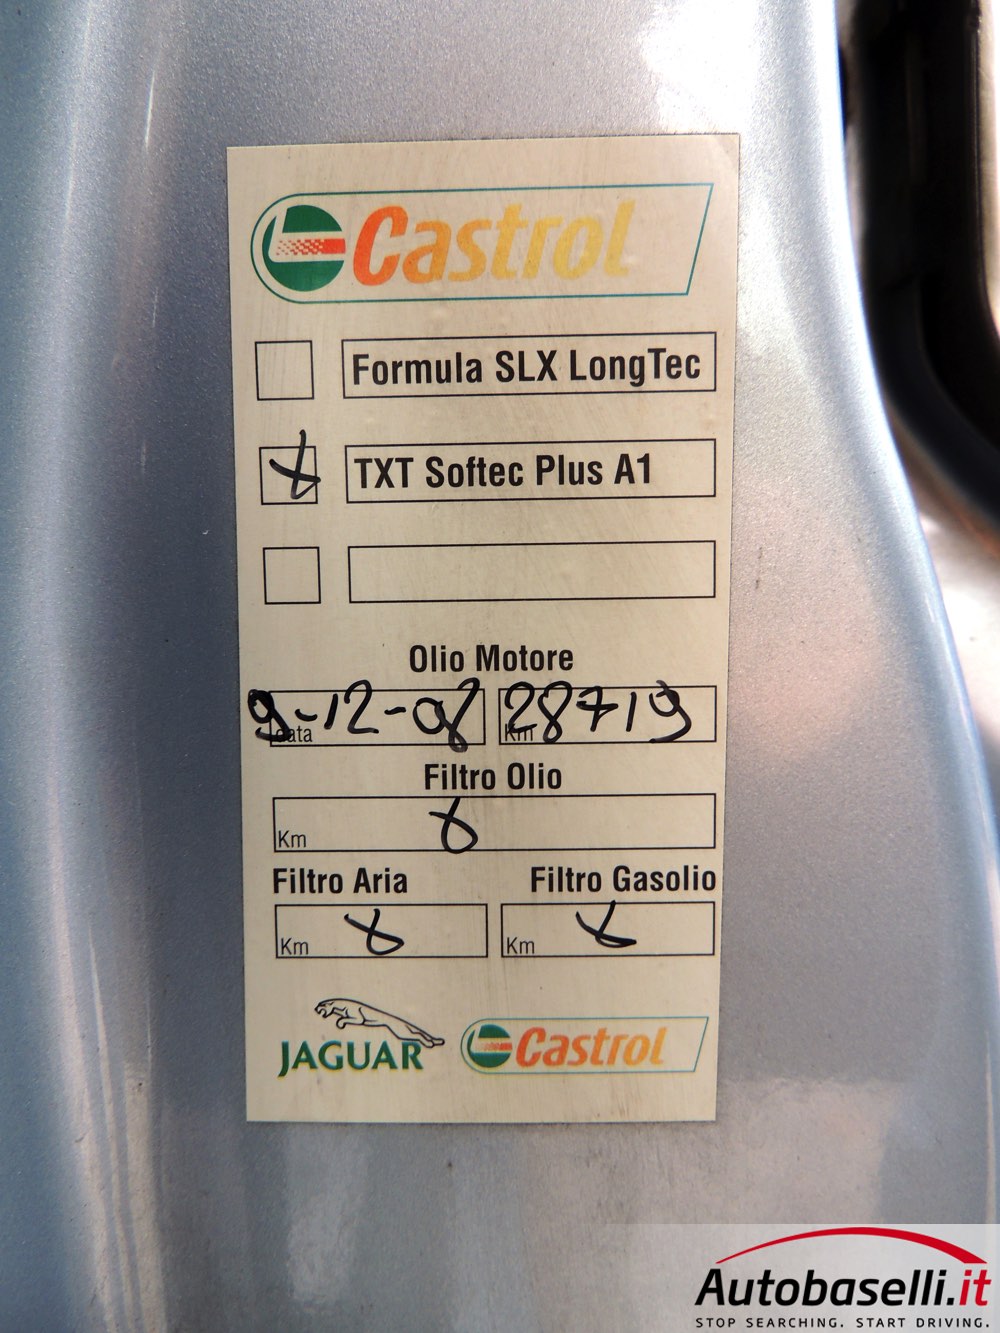 Castrol
Formula SLX LongTec
X TXT Softec Plus A1
Olio Motore
data 9-12-08 Km 28719
Filtro Olio
Km X
Filtro Aria Filtro Gasolio
Km X Km X
JAGUAR Castrol
Autobaselli.it
STOP SEARCHING. START DRIVING.